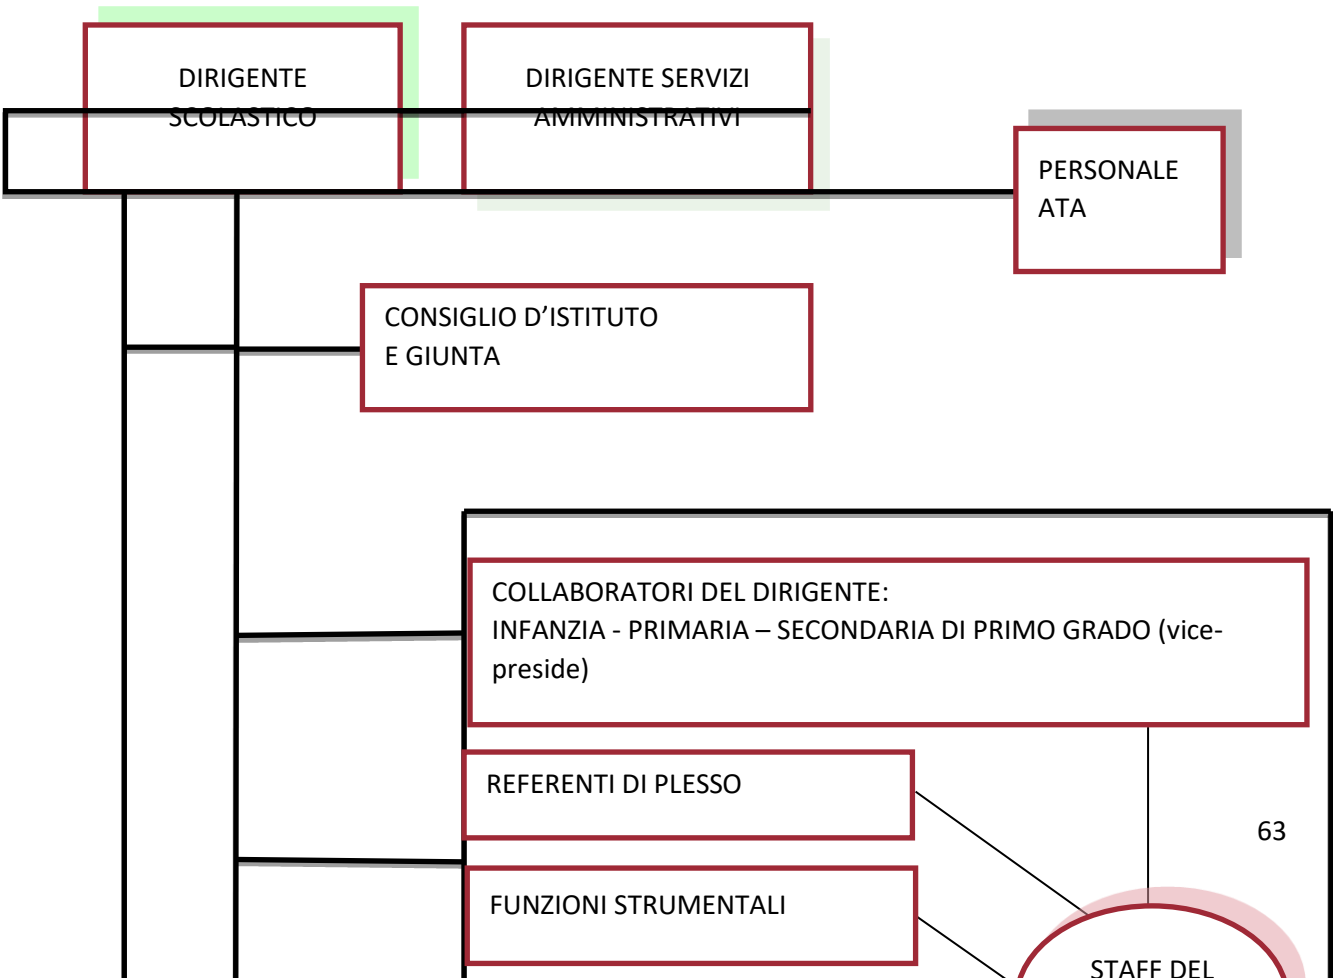 DIRIGENTE
SCOLASTICO
DIRIGENTE SERVIZI
AMMINISTRATIVI
PERSONALE
ATA
CONSIGLIO D’ISTITUTO
E GIUNTA
COLLABORATORI DEL DIRIGENTE:
INFANZIA - PRIMARIA – SECONDARIA DI PRIMO GRADO (vice-
preside)
REFERENTI DI PLESSO
63
FUNZIONI STRUMENTALI
STAFF DEL